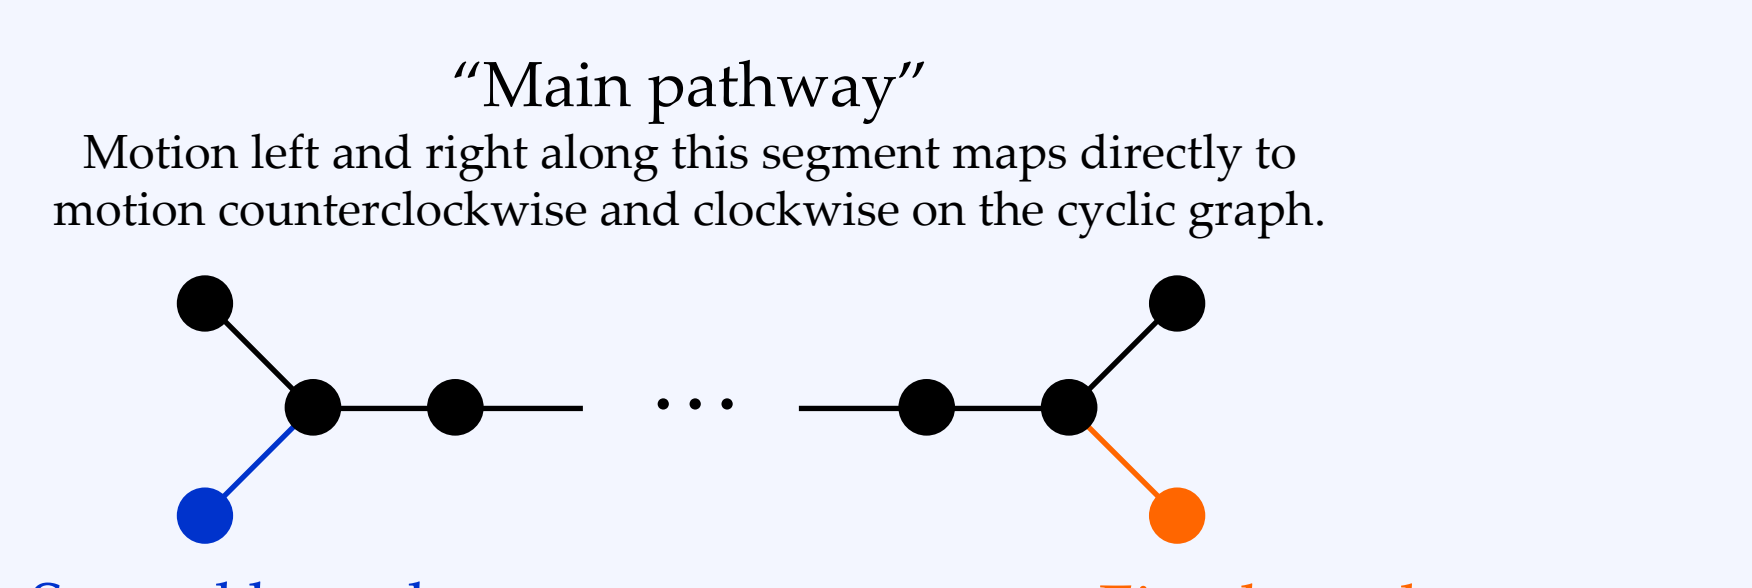 “Main pathway”
Motion left and right along this segment maps directly to
motion counterclockwise and clockwise on the cyclic graph.
. . .